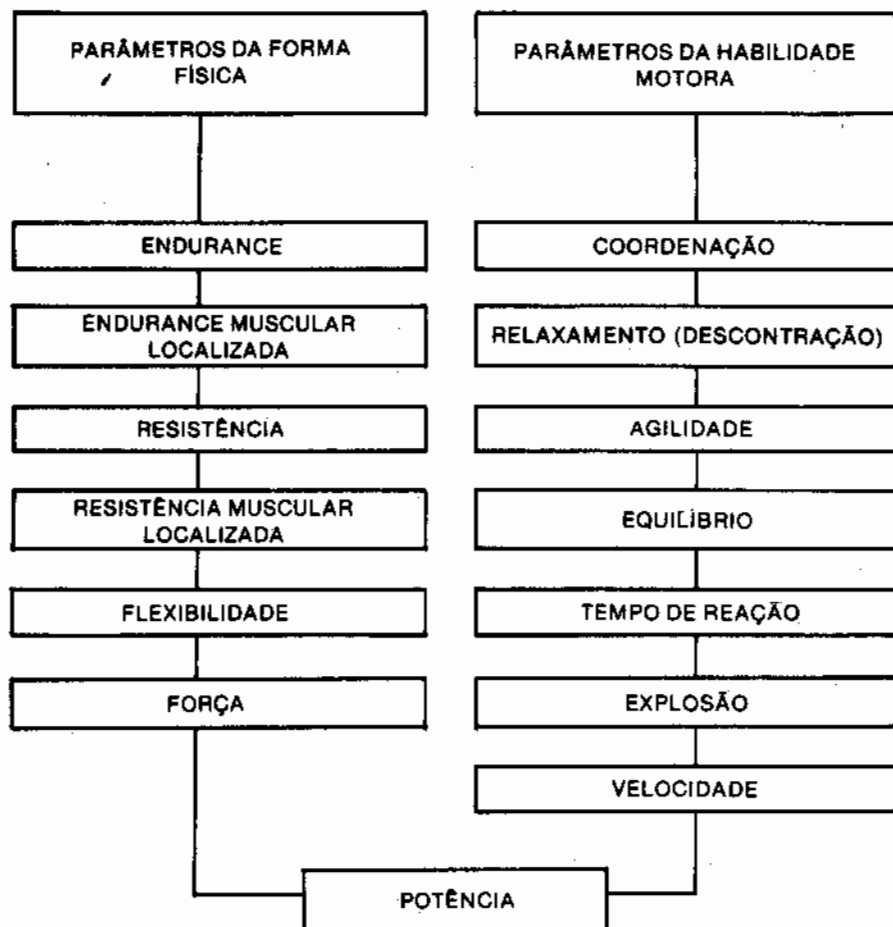 PARÂMETROS DA FORMA
FÍSICA
ENDURANCE
ENDURANCE MUSCULAR
LOCALIZADA
RESISTÊNCIA
RESISTÊNCIA MUSCULAR
LOCALIZADA
FLEXIBILIDADE
FORÇA
PARÂMETROS DA HABILIDADE
MOTORA
COORDENAÇÃO
RELAXAMENTO (DESCONTRAÇÃO)
AGILIDADE
EQUILÍBRIO
TEMPO DE REAÇÃO
EXPLOSÃO
VELOCIDADE
POTÊNCIA